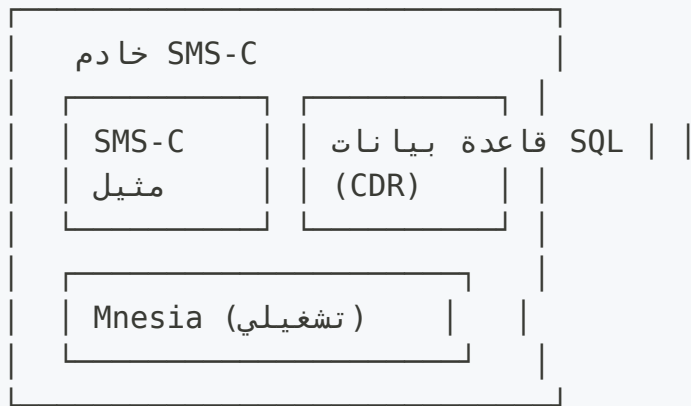 خادم SMS-C
SMS-C مثيل
قاعدة بيانات SQL (CDR)
Mnesia (تشغيلي)